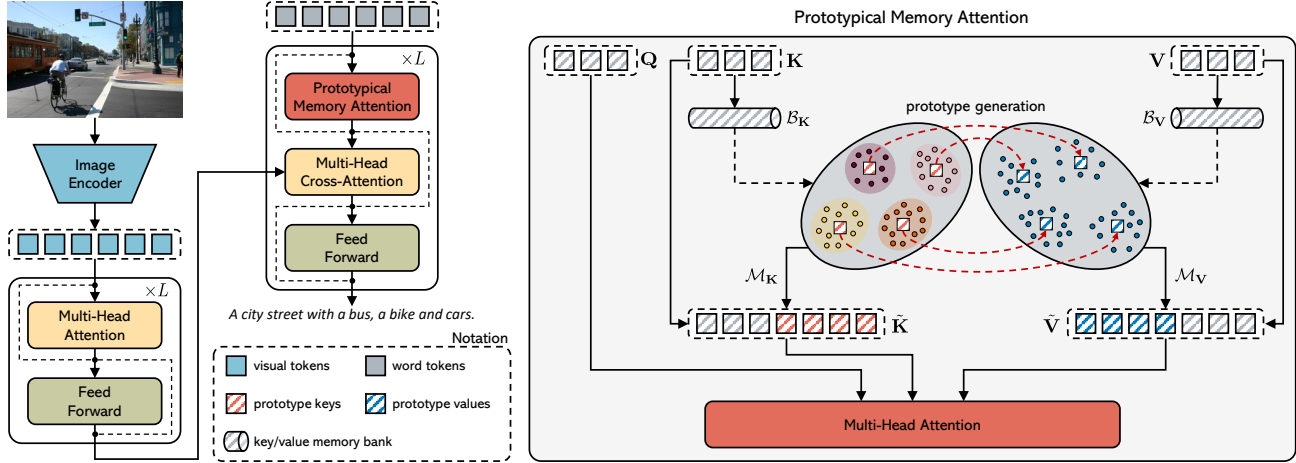 Image
Encoder
×L
Multi-Head
Attention
Feed
Forward
×L
Prototypical
Memory Attention
Multi-Head
Cross-Attention
Feed
Forward
A city street with a bus, a bike and cars.
Notation
visual tokens
word tokens
prototype keys
prototype values
key/value memory bank
Prototypical Memory Attention
Q
K
V
B_K
prototype generation
B_V
M_K
M_V
K̃
Ṽ
Multi-Head Attention